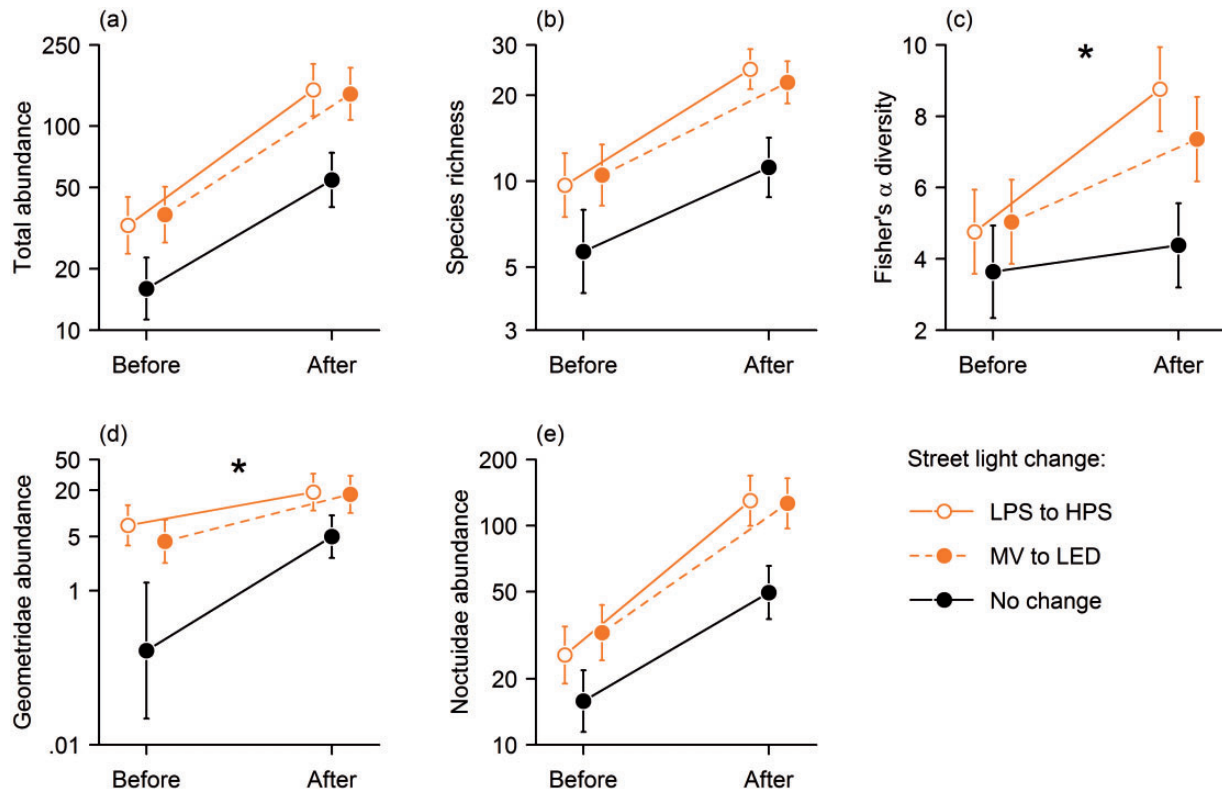 (a)
Total abundance
250
100
50
20
10
Before
After
(b)
Species richness
30
20
10
5
3
Before
After
(c)
Fisher's α diversity
10
8
6
4
2
*
Before
After
(d)
Geometridae abundance
50
20
5
1
.01
*
Before
After
(e)
Noctuidae abundance
200
100
50
20
10
Before
After
Street light change:
LPS to HPS
MV to LED
No change